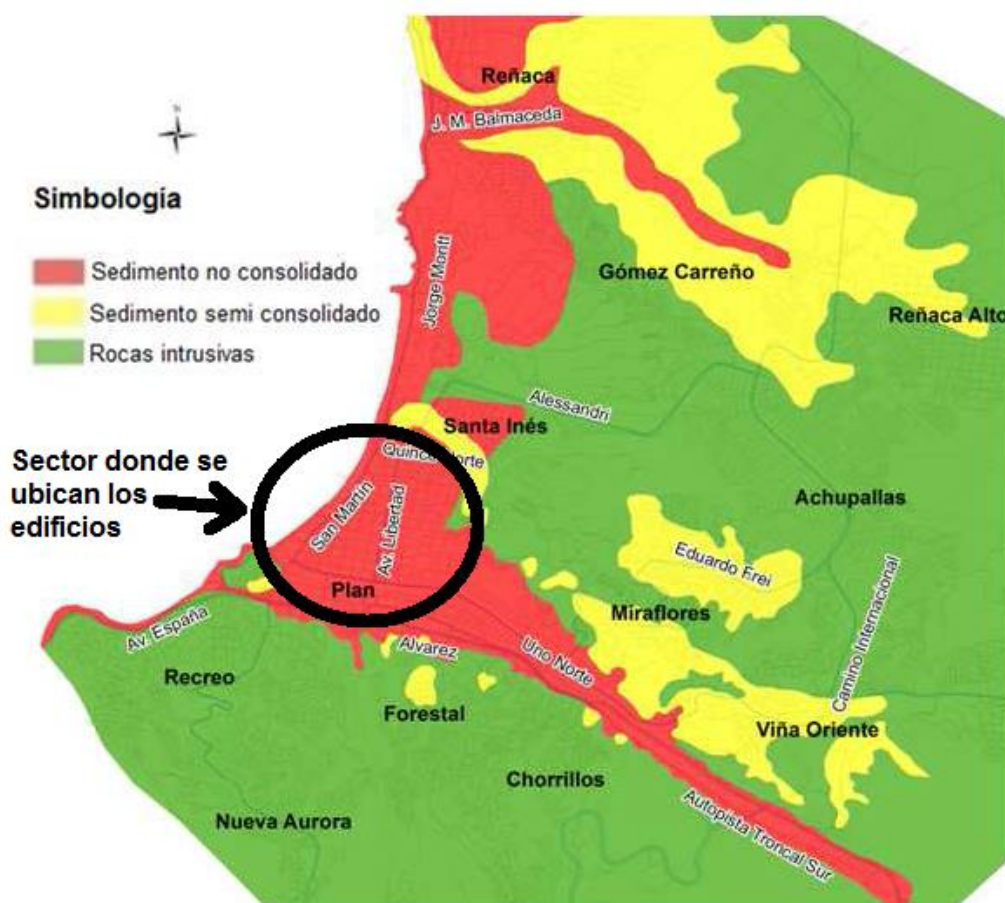 Reñaca
J. M. Balmaceda
N
Simbología
Sedimento no consolidado
Sedimento semi consolidado
Rocas intrusivas
Jorge Montt
Gómez Carreño
Reñaca Alto
Alessandri
Santa Inés
Quince Norte
Sector donde se
ubican los
edificios
San Martín
Av. Libertad
Achupallas
Eduardo Frei
Plan
Miraflores
Av. España
Alvarez
Uno Norte
Camino Internacional
Recreo
Forestal
Viña Oriente
Chorrillos
Nueva Aurora
Autopista Troncal Sur